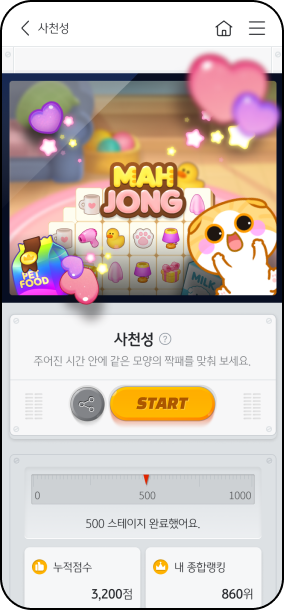 사천성
MAH
JONG
PET
FOOD
MILK
사천성 ?
주어진 시간 안에 같은 모양의 짝패를 맞춰 보세요.
START
0 500 1000
500 스테이지 완료했어요.
누적점수 내 종합랭킹
3,200점 860위